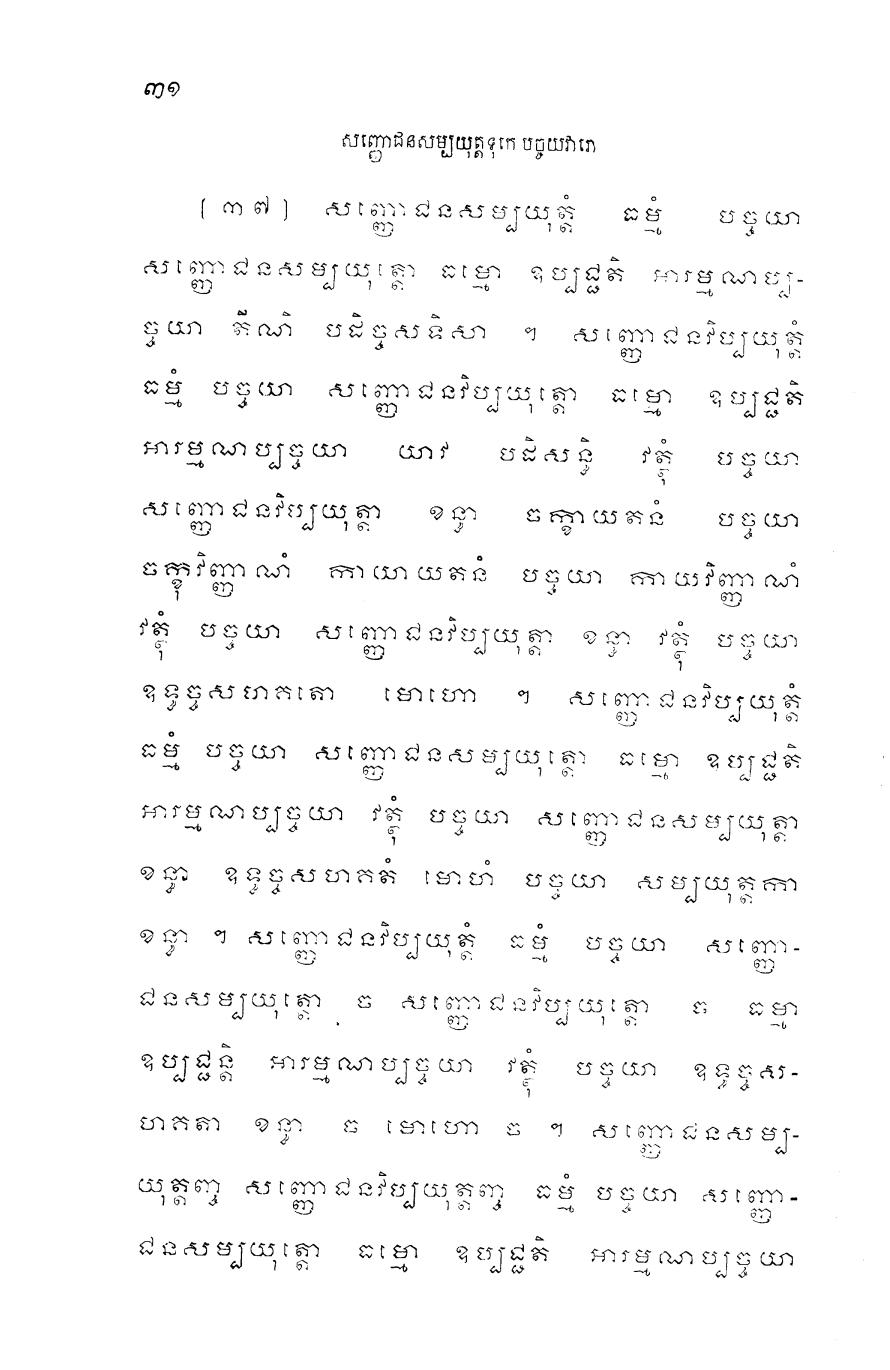 ៣១
សញ្ញោជនសម្បយុត្តទុកេ បច្ចយវារោ
[៣៧] សញ្ញោជនសម្បយុត្តំ ធម្មំ បច្ចយា
សញ្ញោជនសម្បយុត្តោ ធម្មោ ឧប្បជ្ជតិ អារម្មណប្ប-
ច្ចយា តីណិ បដិច្ចសទិសា ។ សញ្ញោជនវិប្បយុត្តំ
ធម្មំ បច្ចយា សញ្ញោជនវិប្បយុត្តោ ធម្មោ ឧប្បជ្ជតិ
អារម្មណប្បច្ចយា យាវ បដិសន្ធិ វត្ថុំ បច្ចយា
សញ្ញោជនវិប្បយុត្តា ខន្ធា ចក្ខាយតនំ បច្ចយា
ចក្ខុវិញ្ញាណំ កាយាយតនំ បច្ចយា កាយវិញ្ញាណំ
វត្ថុំ បច្ចយា សញ្ញោជនវិប្បយុត្តា ខន្ធា វត្ថុំ បច្ចយា
ឧទ្ធច្ចសហគតោ មោហោ ។ សញ្ញោជនវិប្បយុត្តំ
ធម្មំ បច្ចយា សញ្ញោជនសម្បយុត្តោ ធម្មោ ឧប្បជ្ជតិ
អារម្មណប្បច្ចយា វត្ថុំ បច្ចយា សញ្ញោជនសម្បយុត្តា
ខន្ធា ឧទ្ធច្ចសហគតំ មោហំ បច្ចយា សម្បយុត្តកា
ខន្ធា ។ សញ្ញោជនវិប្បយុត្តំ ធម្មំ បច្ចយា សញ្ញោ-
ជនសម្បយុត្តោ ច សញ្ញោជនវិប្បយុត្តោ ច ធម្មា
ឧប្បជ្ជន្តិ អារម្មណប្បច្ចយា វត្ថុំ បច្ចយា ឧទ្ធច្ចស-
ហគតា ខន្ធា ច មោហោ ច ។ សញ្ញោជនសម្ប-
យុត្តញ្ច សញ្ញោជនវិប្បយុត្តញ្ច ធម្មំ បច្ចយា សញ្ញោ-
ជនសម្បយុត្តោ ធម្មោ ឧប្បជ្ជតិ អារម្មណប្បច្ចយា